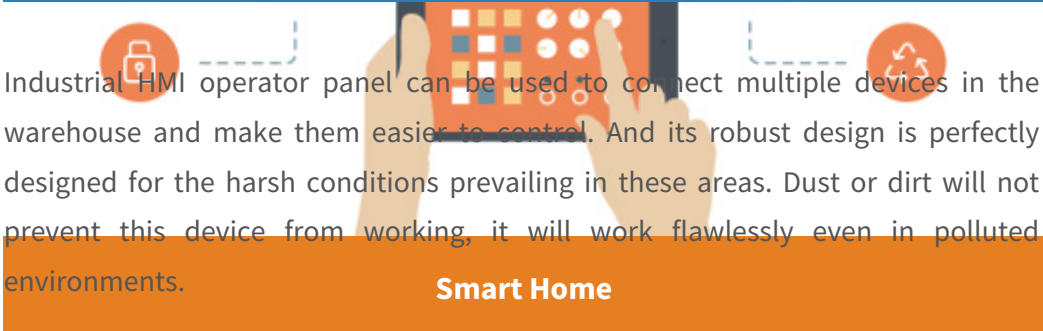 Industrial HMI operator panel can be used to connect multiple devices in the
warehouse and make them easier to control. And its robust design is perfectly
designed for the harsh conditions prevailing in these areas. Dust or dirt will not
prevent this device from working, it will work flawlessly even in polluted
environments.
Smart Home